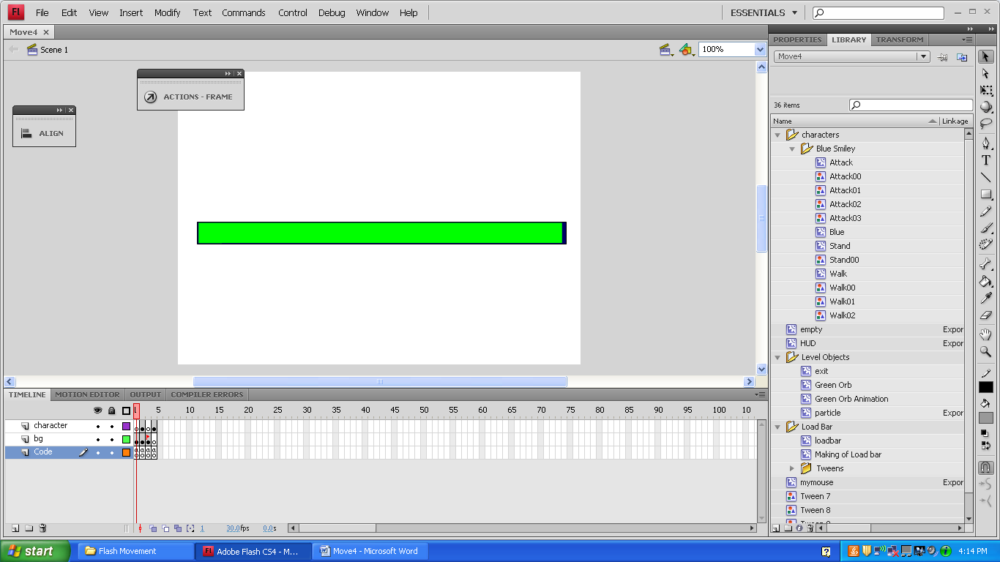 Fl File Edit View Insert Modify Text Commands Control Debug Window Help ESSENTIALS
Move4
Scene 1 100%
ACTIONS - FRAME
ALIGN
PROPERTIES LIBRARY TRANSFORM
Move4
36 items
Name Linkage
characters
Blue Smiley
Attack
Attack00
Attack01
Attack02
Attack03
Blue
Stand
Stand00
Walk
Walk00
Walk01
Walk02
empty Expor
HUD Expor
Level Objects
exit
Green Orb
Green Orb Animation
particle Expor
Load Bar
loadbar
Making of Load bar
Tweens
mymouse Expor
Tween 7
Tween 8
T
TIMELINE MOTION EDITOR OUTPUT COMPILER ERRORS
1 5 10 15 20 25 30 35 40 45 50 55 60 65 70 75 80 85 90 95 100 10
character
bg
Code
1 30.0fps 0.0s
start Flash Movement Fl Adobe Flash CS4 - M... Move4 - Microsoft Word 4:14 PM